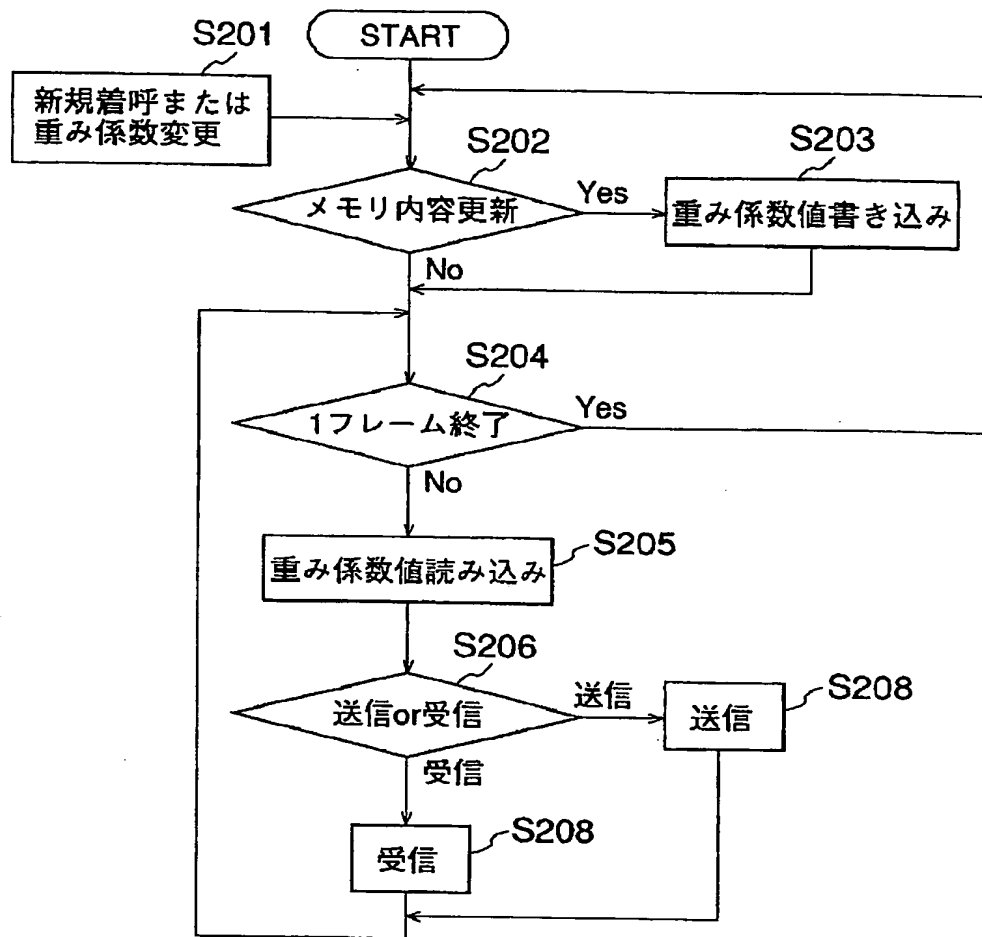 START
S201
新規着呼または
重み係数変更
S202
メモリ内容更新
Yes
S203
重み係数値書き込み
No
S204
1フレーム終了
Yes
No
S205
重み係数値読み込み
S206
送信or受信
送信
S208
送信
受信
S208
受信